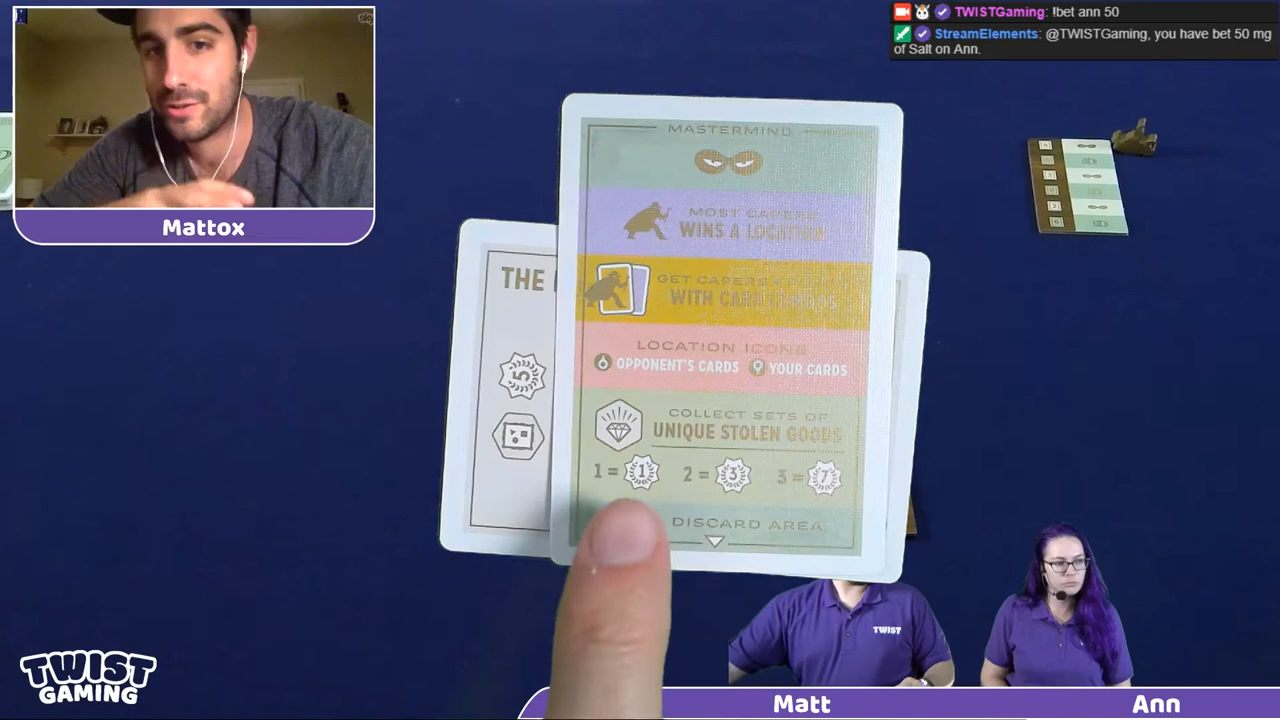 TWISTGaming: !bet ann 50
StreamElements: @TWISTGaming, you have bet 50 mg
of Salt on Ann.
Mattox
MASTERMIND
MOST CAPERS
WINS A LOCATION
GET CAPERS
WITH CARD
LOCATION ICONS
OPPONENT'S CARDS YOUR CARDS
COLLECT SETS OF
UNIQUE STOLEN GOODS
1 = 1 2 = 3 3 = 7
DISCARD AREA
THE
5
TWIST
TWIST
GAMING
Matt
Ann